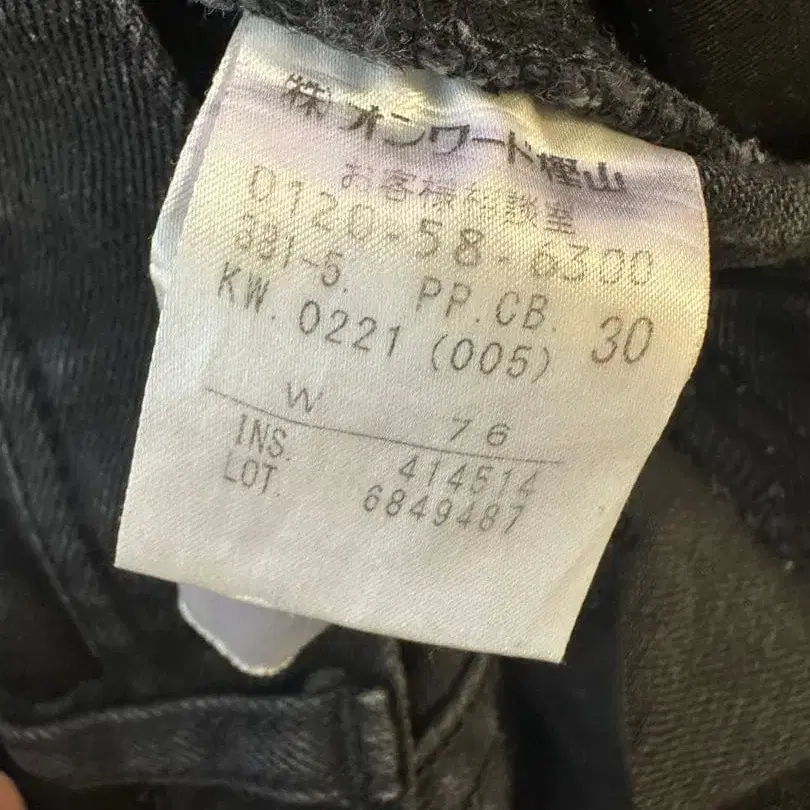 ㈱オンワード樫山
お客様相談室
0120-58-6300
381-5. PP.CB. 30
KW. 0221 (005)
W 76
INS. 414514
LOT. 6849487